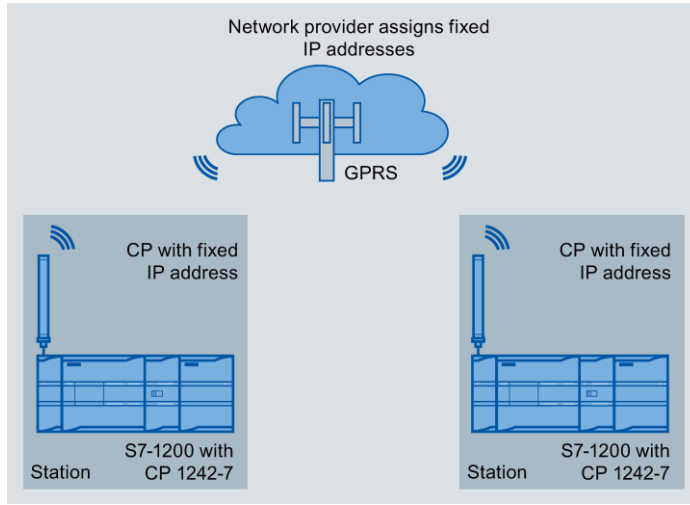 Network provider assigns fixed
IP addresses
GPRS
CP with fixed
IP address
S7-1200 with
Station CP 1242-7
CP with fixed
IP address
S7-1200 with
Station CP 1242-7